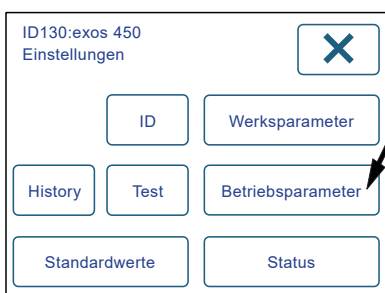 ID130:exos 450
Einstellungen
ID
Werksparameter
History
Test
Betriebsparameter
Standardwerte
Status